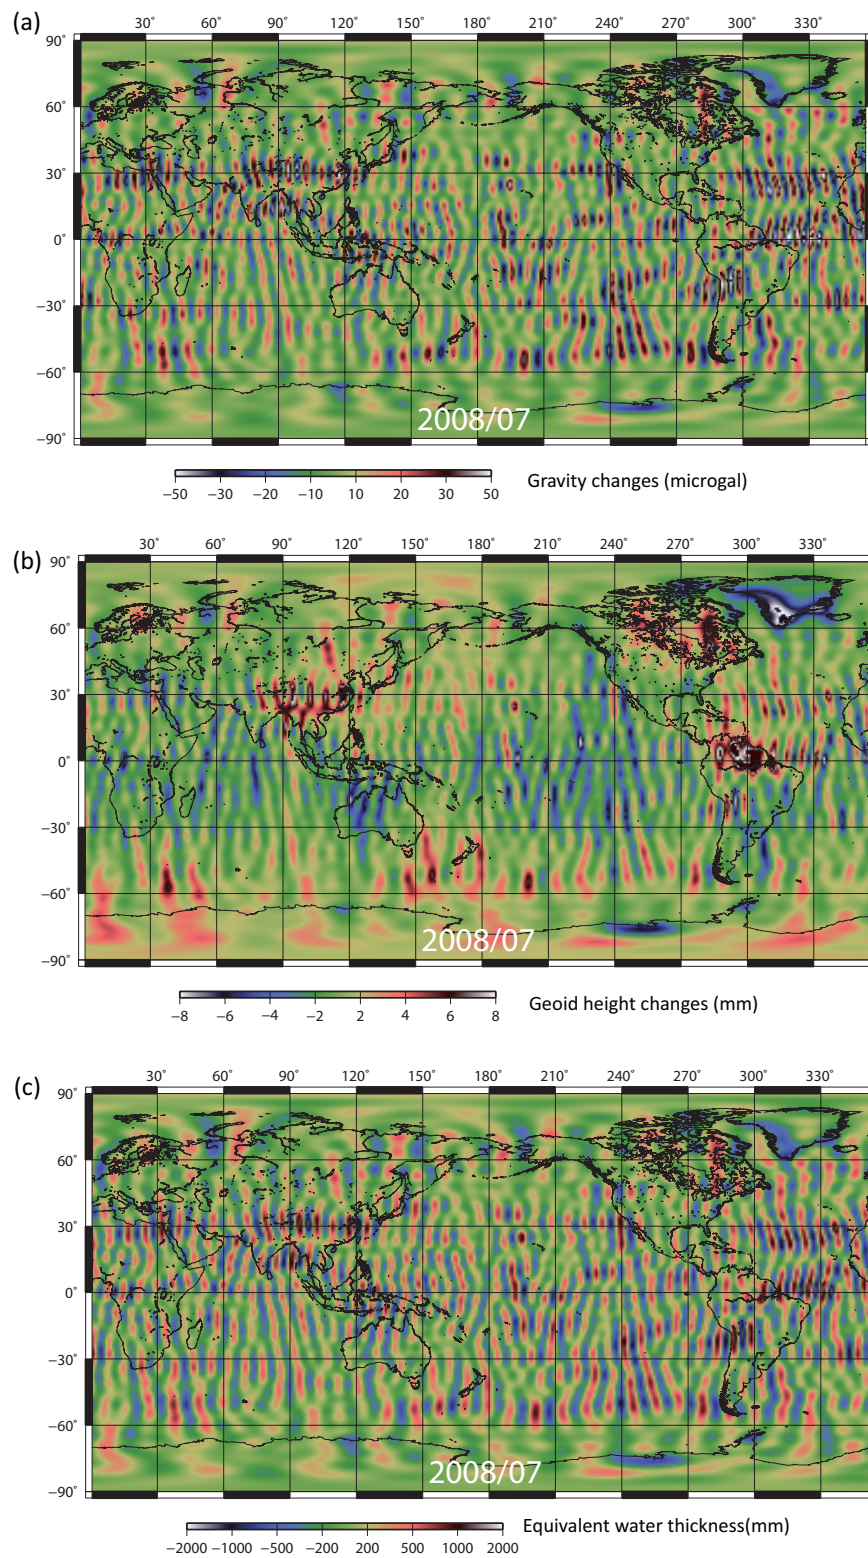 (a)
30° 60° 90° 120° 150° 180° 210° 240° 270° 300° 330°
90°
60°
30°
0°
−30°
−60°
−90°
2008/07
−50 −30 −20 −10 10 20 30 50
Gravity changes (microgal)
(b)
30° 60° 90° 120° 150° 180° 210° 240° 270° 300° 330°
90°
60°
30°
0°
−30°
−60°
−90°
2008/07
−8 −6 −4 −2 2 4 6 8
Geoid height changes (mm)
(c)
30° 60° 90° 120° 150° 180° 210° 240° 270° 300° 330°
90°
60°
30°
0°
−30°
−60°
−90°
2008/07
−2000 −1000 −500 −200 200 500 1000 2000
Equivalent water thickness(mm)